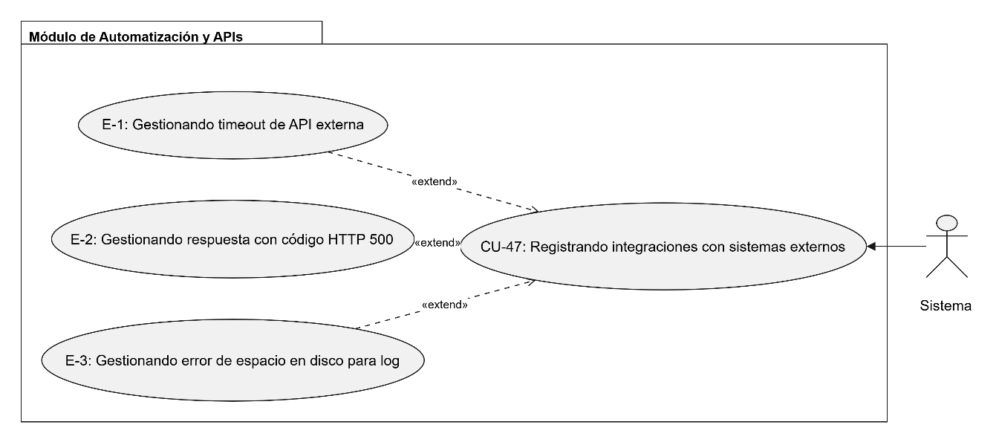 Módulo de Automatización y APIs
E-1: Gestionando timeout de API externa
«extend»
E-2: Gestionando respuesta con código HTTP 500
«extend»
CU-47: Registrando integraciones con sistemas externos
«extend»
Sistema
E-3: Gestionando error de espacio en disco para log